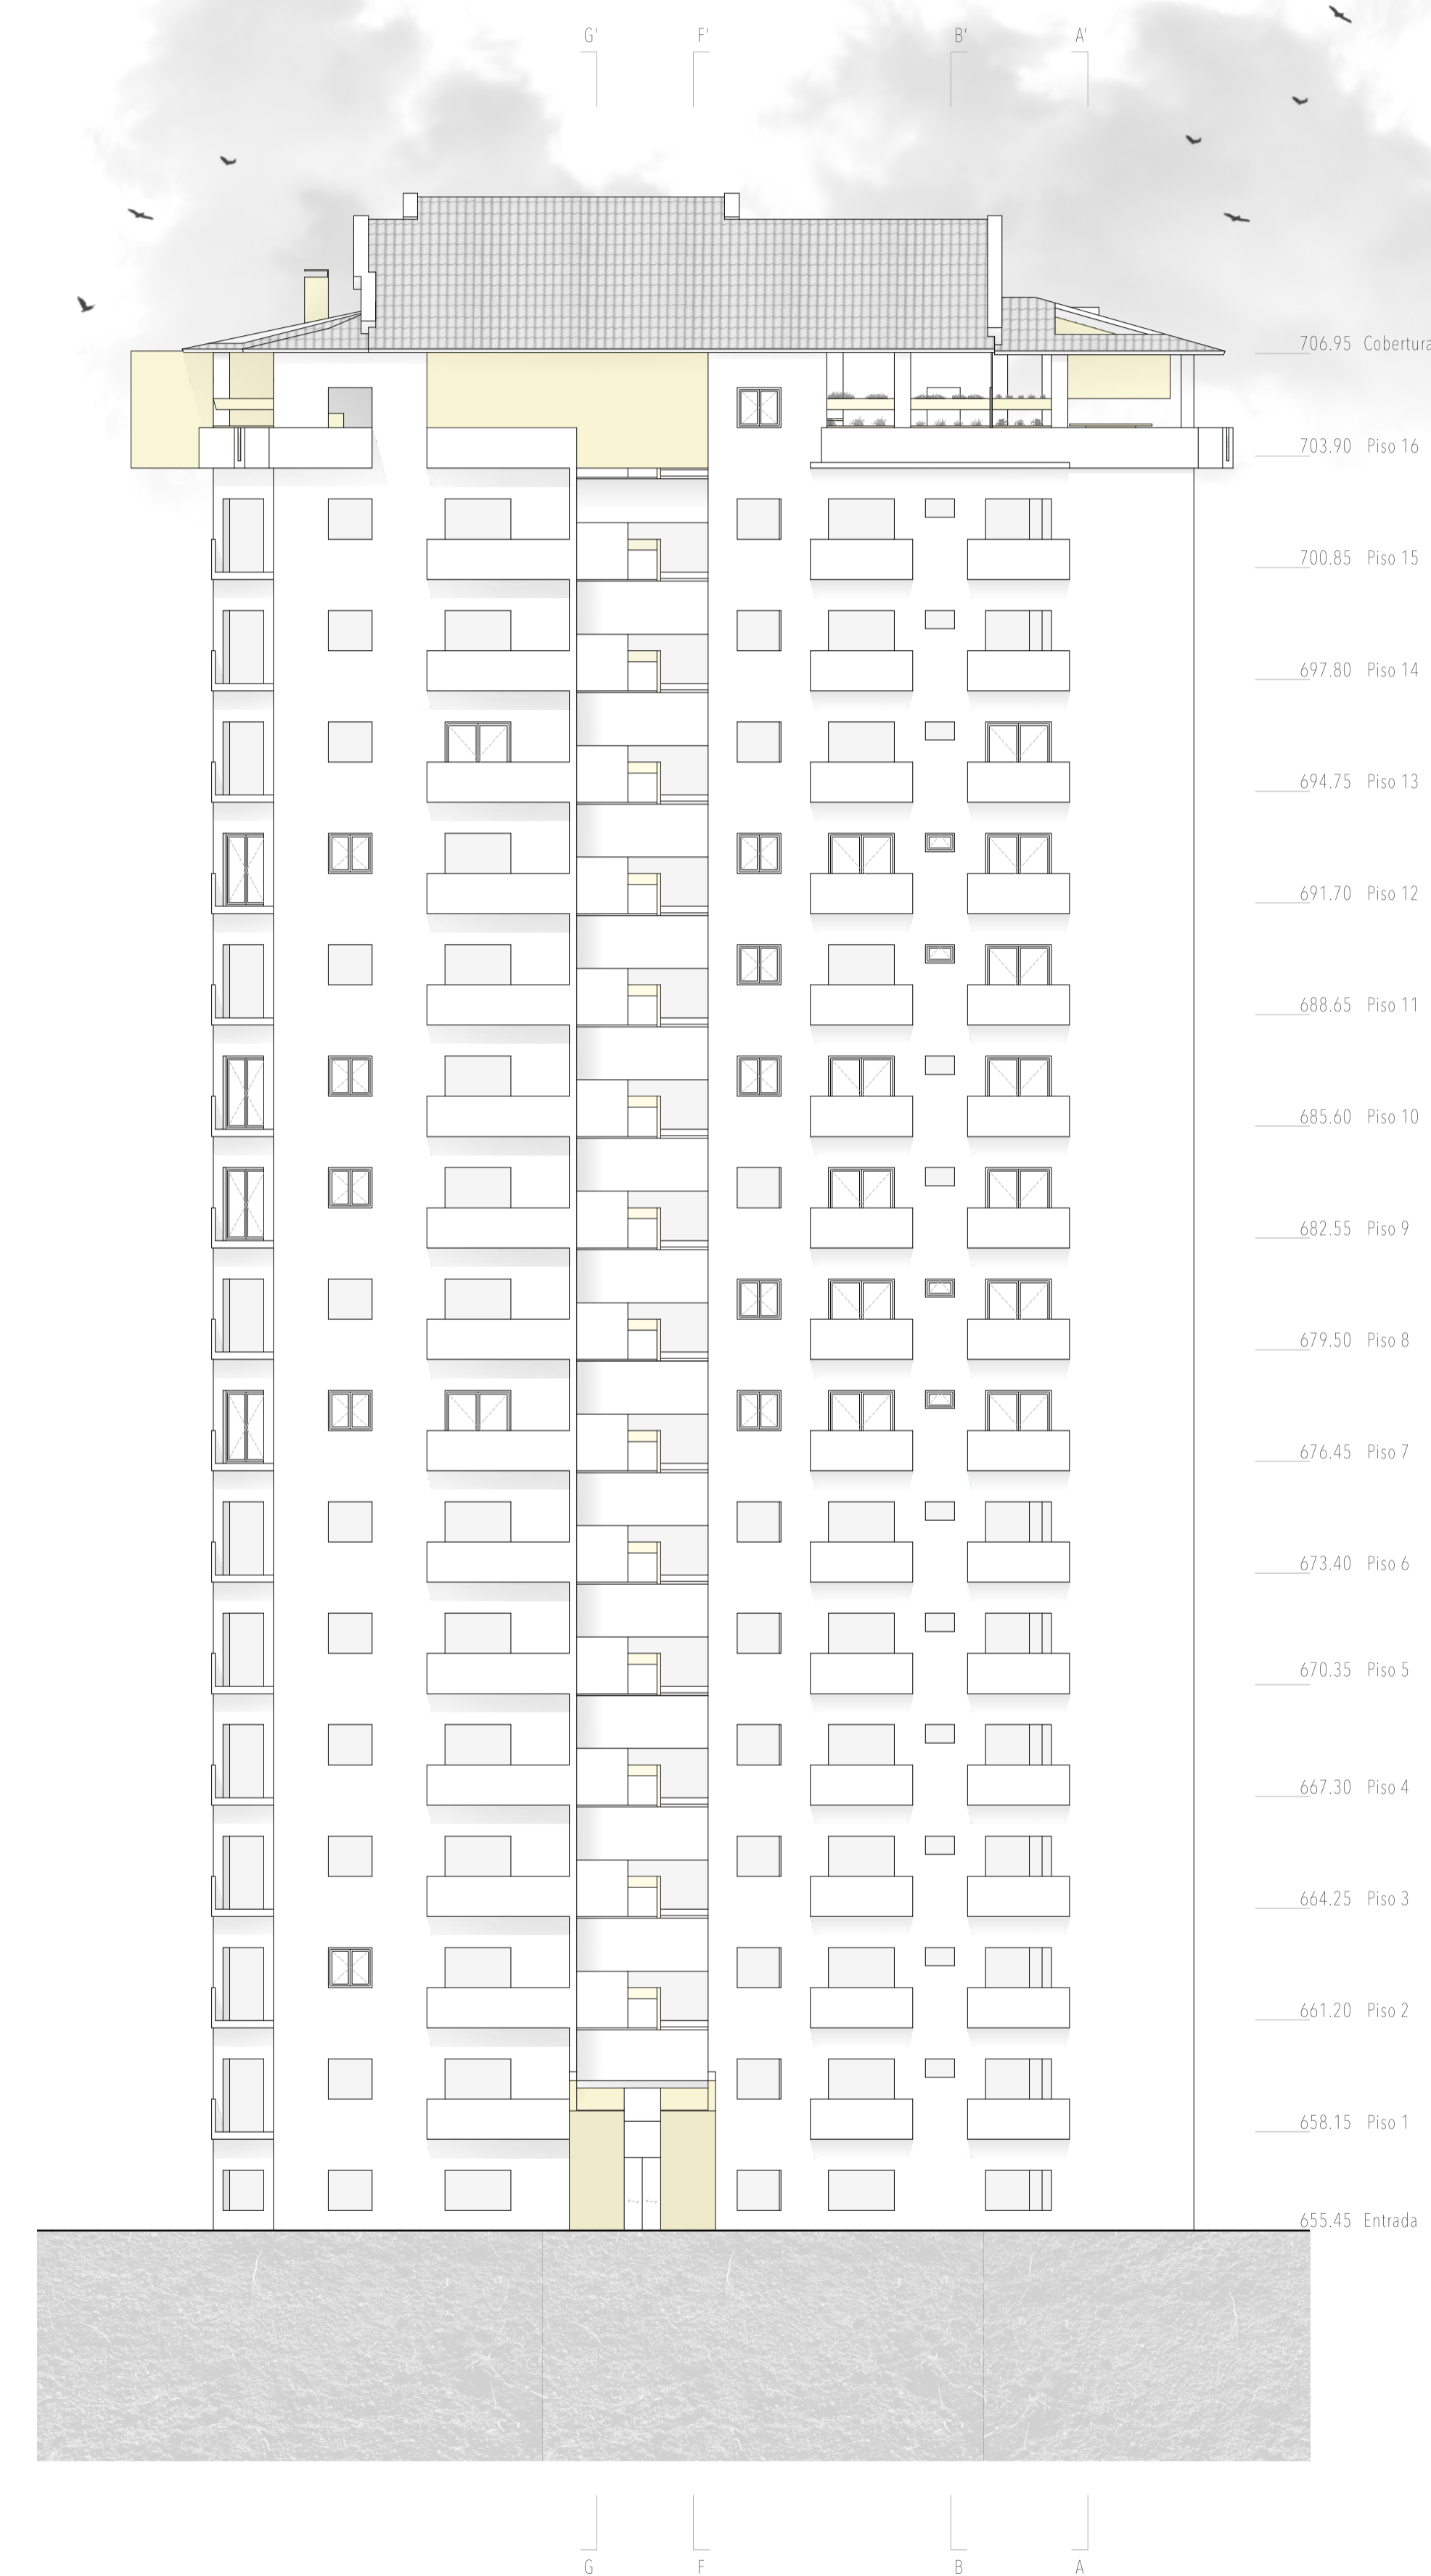 G' F' B' A'
706.95 Cobertura
703.90 Piso 16
700.85 Piso 15
697.80 Piso 14
694.75 Piso 13
691.70 Piso 12
688.65 Piso 11
685.60 Piso 10
682.55 Piso 9
679.50 Piso 8
676.45 Piso 7
673.40 Piso 6
670.35 Piso 5
667.30 Piso 4
664.25 Piso 3
661.20 Piso 2
658.15 Piso 1
655.45 Entrada
G F B A